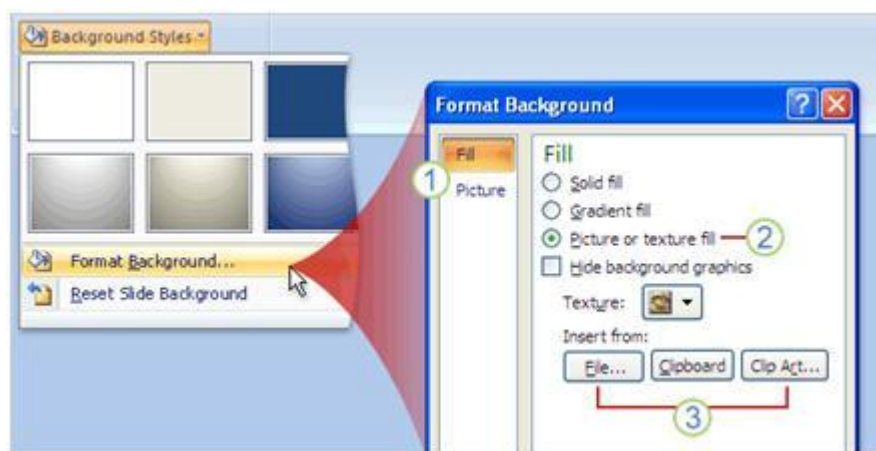 Background Styles
Format Background...
Reset Slide Background
Format Background
Fill
Picture
1
Fill
Solid fill
Gradient fill
Picture or texture fill
2
Hide background graphics
Texture:
Insert from:
File...
Clipboard
Clip Art...
3